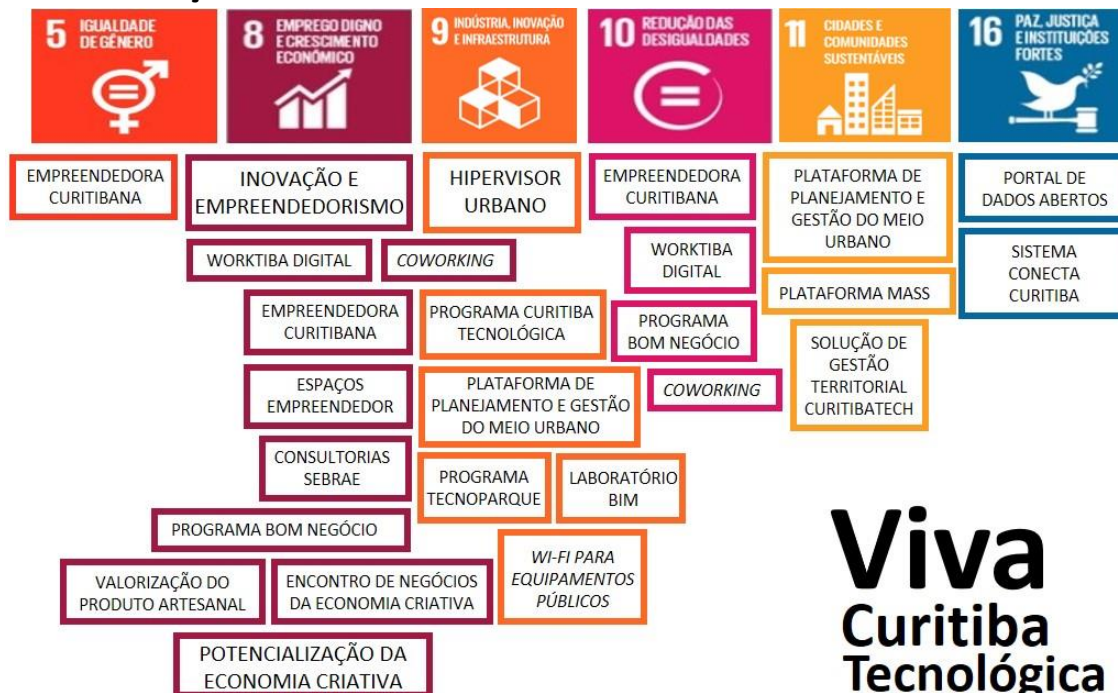 5 IGUALDADE
DE GÊNERO
8 EMPREGO DIGNO
E CRESCIMENTO
ECONÔMICO
9 INDÚSTRIA, INOVAÇÃO
E INFRAESTRUTURA
10 REDUÇÃO DAS
DESIGUALDADES
11 CIDADES E
COMUNIDADES
SUSTENTÁVEIS
16 PAZ, JUSTIÇA
E INSTITUIÇÕES
FORTES
EMPREENDEDORA
CURITIBANA
INOVAÇÃO E
EMPREENDEDORISMO
WORKTIBA DIGITAL
COWORKING
EMPREENDEDORA
CURITIBANA
ESPAÇOS
EMPREENDEDOR
CONSULTORIAS
SEBRAE
PROGRAMA BOM NEGÓCIO
VALORIZAÇÃO DO
PRODUTO ARTESANAL
ENCONTRO DE NEGÓCIOS
DA ECONOMIA CRIATIVA
POTENCIALIZAÇÃO DA
ECONOMIA CRIATIVA
HIPERVISOR
URBANO
PROGRAMA CURITIBA
TECNOLÓGICA
PLATAFORMA DE
PLANEJAMENTO E GESTÃO
DO MEIO URBANO
PROGRAMA
TECNOPARQUE
LABORATÓRIO
BIM
WI-FI PARA
EQUIPAMENTOS
PÚBLICOS
EMPREENDEDORA
CURITIBANA
WORKTIBA
DIGITAL
PROGRAMA
BOM NEGÓCIO
COWORKING
PLATAFORMA DE
PLANEJAMENTO E
GESTÃO DO MEIO
URBANO
PLATAFORMA MASS
SOLUÇÃO DE
GESTÃO
TERRITORIAL
CURITIBATECH
PORTAL DE
DADOS ABERTOS
SISTEMA
CONECTA
CURITIBA
Viva
Curitiba
Tecnológica